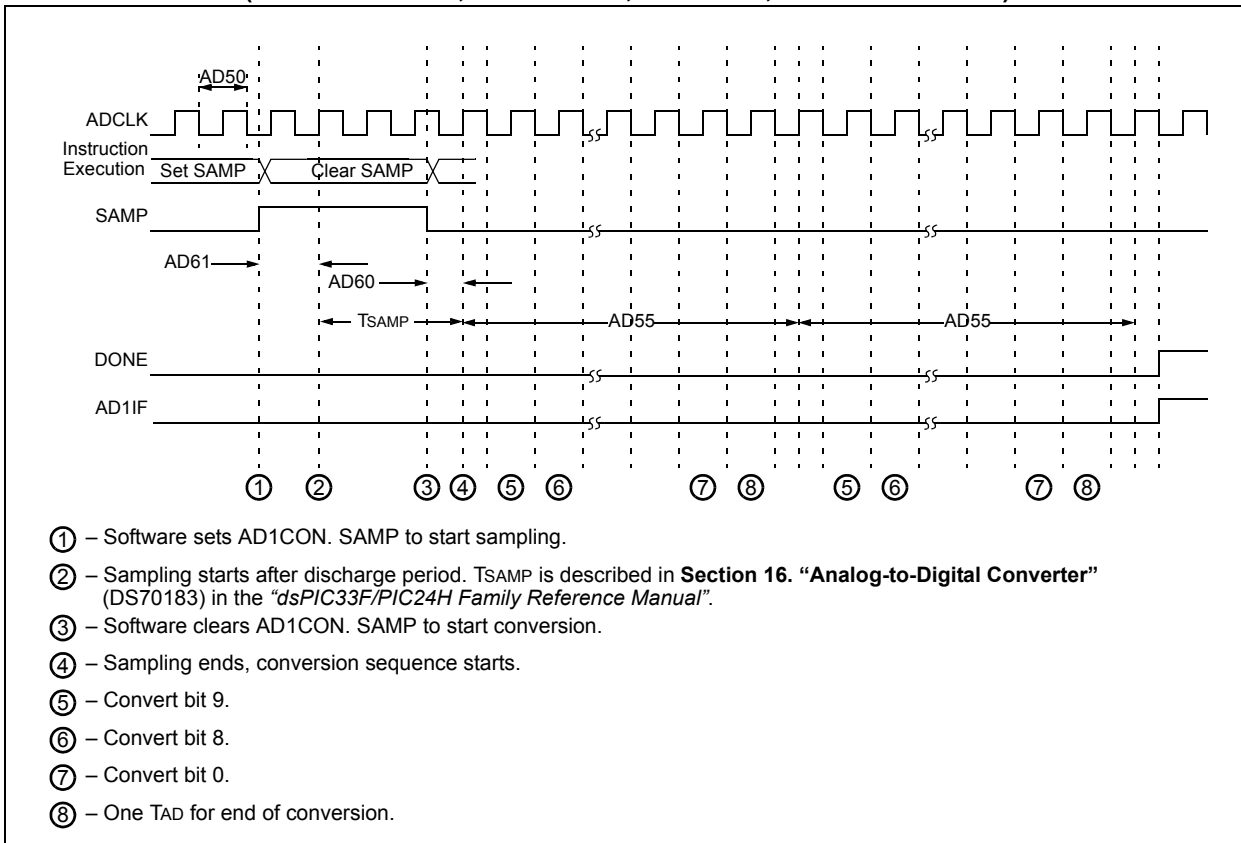 AD50
ADCLK
Instruction
Execution
Set SAMP
Clear SAMP
SAMP
AD61
AD60
TSAMP
AD55
AD55
DONE
AD1IF
① ② ③ ④ ⑤ ⑥ ⑦ ⑧ ⑤ ⑥ ⑦ ⑧
① – Software sets AD1CON. SAMP to start sampling.
② – Sampling starts after discharge period. TSAMP is described in Section 16. “Analog-to-Digital Converter”
(DS70183) in the “dsPIC33F/PIC24H Family Reference Manual”.
③ – Software clears AD1CON. SAMP to start conversion.
④ – Sampling ends, conversion sequence starts.
⑤ – Convert bit 9.
⑥ – Convert bit 8.
⑦ – Convert bit 0.
⑧ – One TAD for end of conversion.